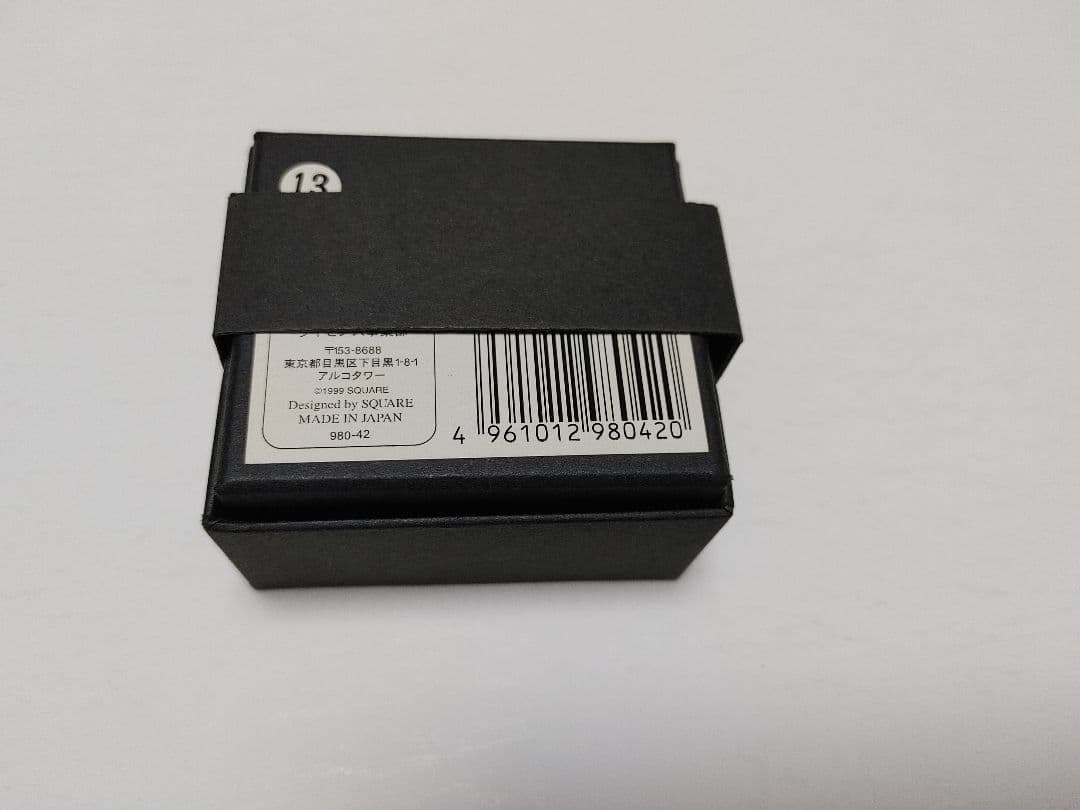 13
〒153-8688
東京都目黒区下目黒1-8-1
アルコタワー
©1999 SQUARE
Designed by SQUARE
MADE IN JAPAN
980-42
4 961012 980420